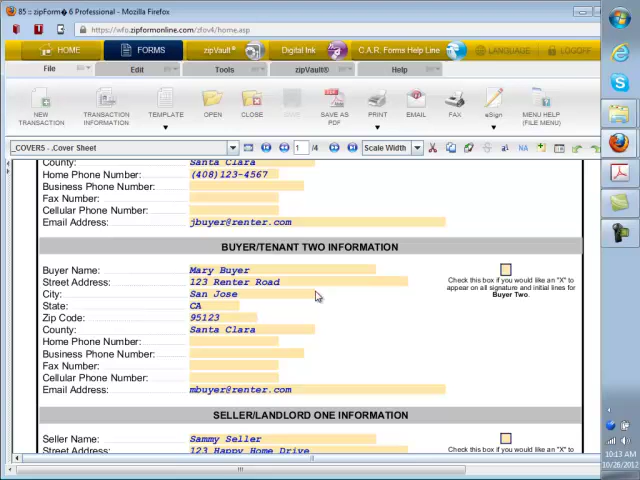 85 :: zipForm� 6 Professional - Mozilla Firefox
https://wfo.zipformonline.com/zfov4/home.asp
HOME FORMS zipVault® Digital Ink C.A.R. Forms Help Line LANGUAGE LOGOFF
File Edit Tools zipVault® Help
NEW TRANSACTION
TRANSACTION INFORMATION
TEMPLATE
OPEN
CLOSE
SAVE
SAVE AS PDF
PRINT
EMAIL
FAX
eSign
MENU HELP (FILE MENU)
_COVERS - .Cover Sheet 1 /4 Scale Width NA
County: Santa Clara
Home Phone Number: (408)123-4567
Business Phone Number:
Fax Number:
Cellular Phone Number:
Email Address: jbuyer@renter.com
BUYER/TENANT TWO INFORMATION
Buyer Name: Mary Buyer
Street Address: 123 Renter Road
City: San Jose
State: CA
Zip Code: 95123
County: Santa Clara
Home Phone Number:
Business Phone Number:
Fax Number:
Cellular Phone Number:
Email Address: mbuyer@renter.com
Check this box if you would like an "X" to
appear on all signature and initial lines for
Buyer Two.
SELLER/LANDLORD ONE INFORMATION
Seller Name: Sammy Seller
Street Address: 123 Happy Home Drive
Check this box if you would like an "X" to
10:13 AM
10/26/2012